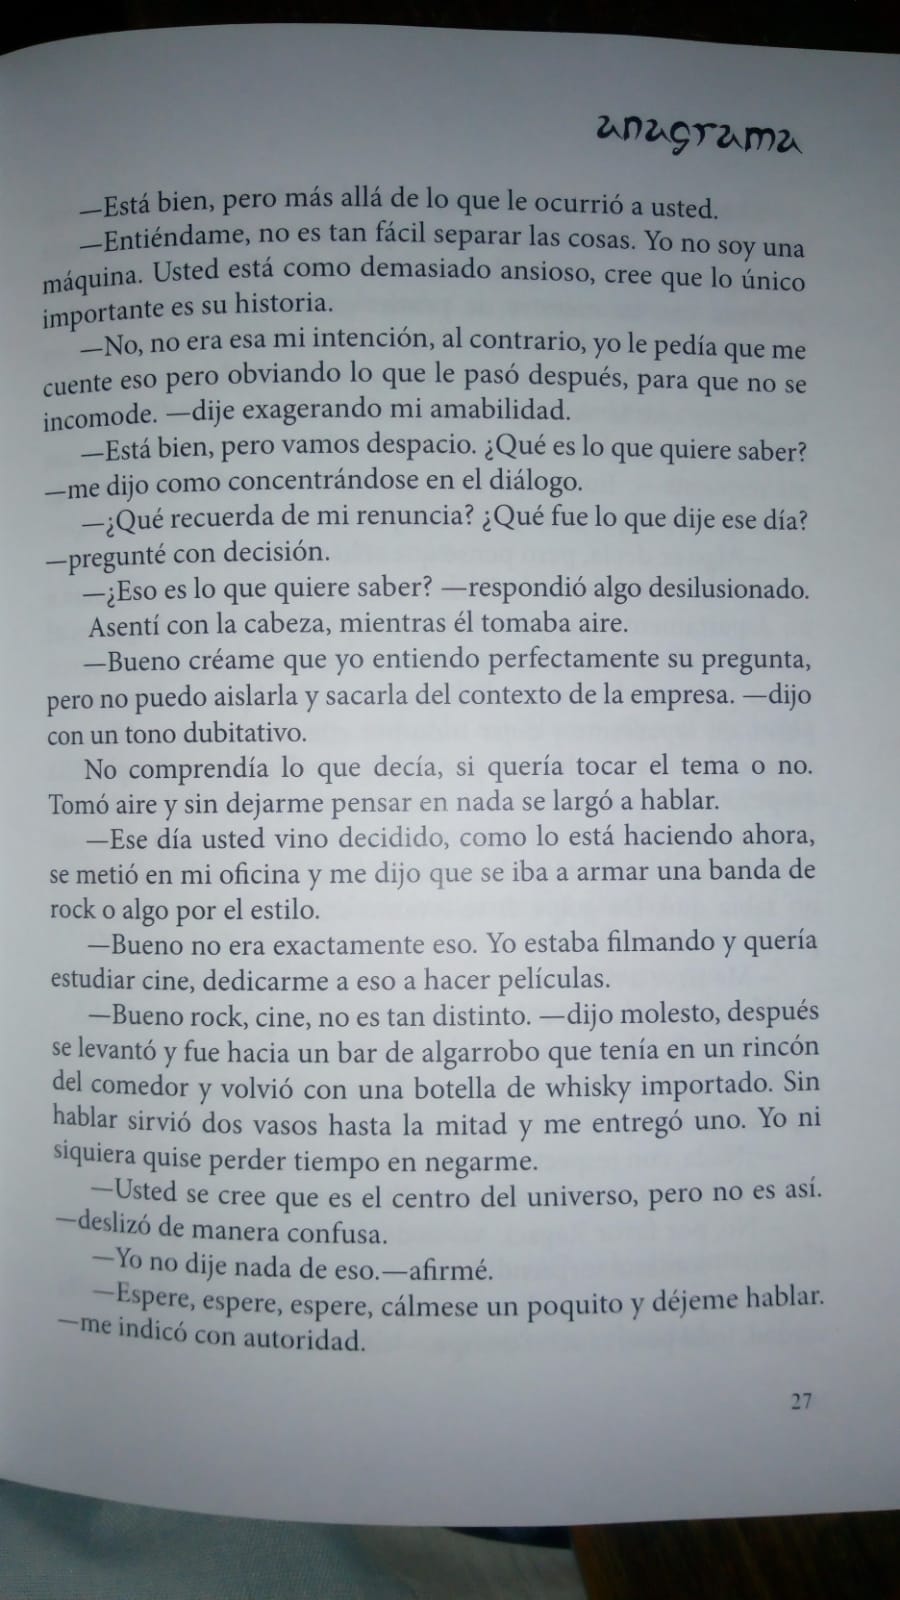 anagrama
—Está bien, pero más allá de lo que le ocurrió a usted.
—Entiéndame, no es tan fácil separar las cosas. Yo no soy una
máquina. Usted está como demasiado ansioso, cree que lo único
importante es su historia.
—No, no era esa mi intención, al contrario, yo le pedía que me
cuente eso pero obviando lo que le pasó después, para que no se
incomode. —dije exagerando mi amabilidad.
—Está bien, pero vamos despacio. ¿Qué es lo que quiere saber?
—me dijo como concentrándose en el diálogo.
—¿Qué recuerda de mi renuncia? ¿Qué fue lo que dije ese día?
—pregunté con decisión.
—¿Eso es lo que quiere saber? —respondió algo desilusionado.
Asentí con la cabeza, mientras él tomaba aire.
—Bueno créame que yo entiendo perfectamente su pregunta,
pero no puedo aislarla y sacarla del contexto de la empresa. —dijo
con un tono dubitativo.
No comprendía lo que decía, si quería tocar el tema o no.
Tomó aire y sin dejarme pensar en nada se largó a hablar.
—Ese día usted vino decidido, como lo está haciendo ahora,
se metió en mi oficina y me dijo que se iba a armar una banda de
rock o algo por el estilo.
—Bueno no era exactamente eso. Yo estaba filmando y quería
estudiar cine, dedicarme a eso a hacer películas.
—Bueno rock, cine, no es tan distinto. —dijo molesto, después
se levantó y fue hacia un bar de algarrobo que tenía en un rincón
del comedor y volvió con una botella de whisky importado. Sin
hablar sirvió dos vasos hasta la mitad y me entregó uno. Yo ni
siquiera quise perder tiempo en negarme.
—Usted se cree que es el centro del universo, pero no es así.
—deslizó de manera confusa.
—Yo no dije nada de eso.—afirmé.
—Espere, espere, espere, cálmese un poquito y déjeme hablar.
—me indicó con autoridad.
27